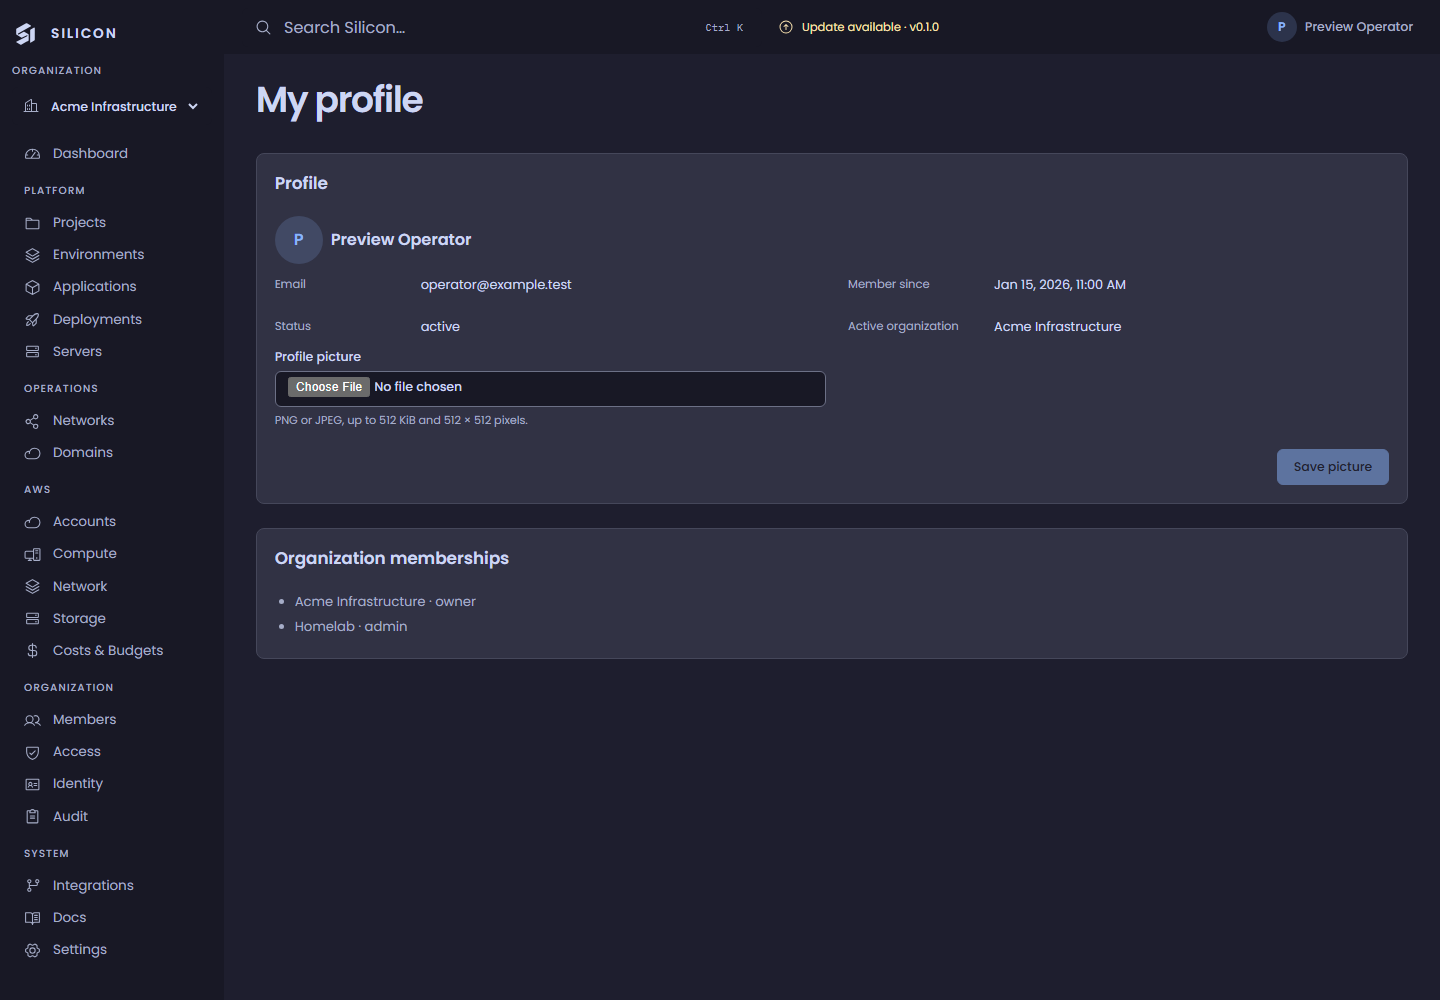 SILICON
ORGANIZATION
Acme Infrastructure
Dashboard
PLATFORM
Projects
Environments
Applications
Deployments
Servers
OPERATIONS
Networks
Domains
AWS
Accounts
Compute
Network
Storage
Costs & Budgets
ORGANIZATION
Members
Access
Identity
Audit
SYSTEM
Integrations
Docs
Settings
Search Silicon...
Ctrl K
Update available · v0.1.0
P
Preview Operator
My profile
Profile
P
Preview Operator
Email
operator@example.test
Member since
Jan 15, 2026, 11:00 AM
Status
active
Active organization
Acme Infrastructure
Profile picture
Choose File No file chosen
PNG or JPEG, up to 512 KiB and 512 × 512 pixels.
Save picture
Organization memberships
• Acme Infrastructure · owner
• Homelab · admin